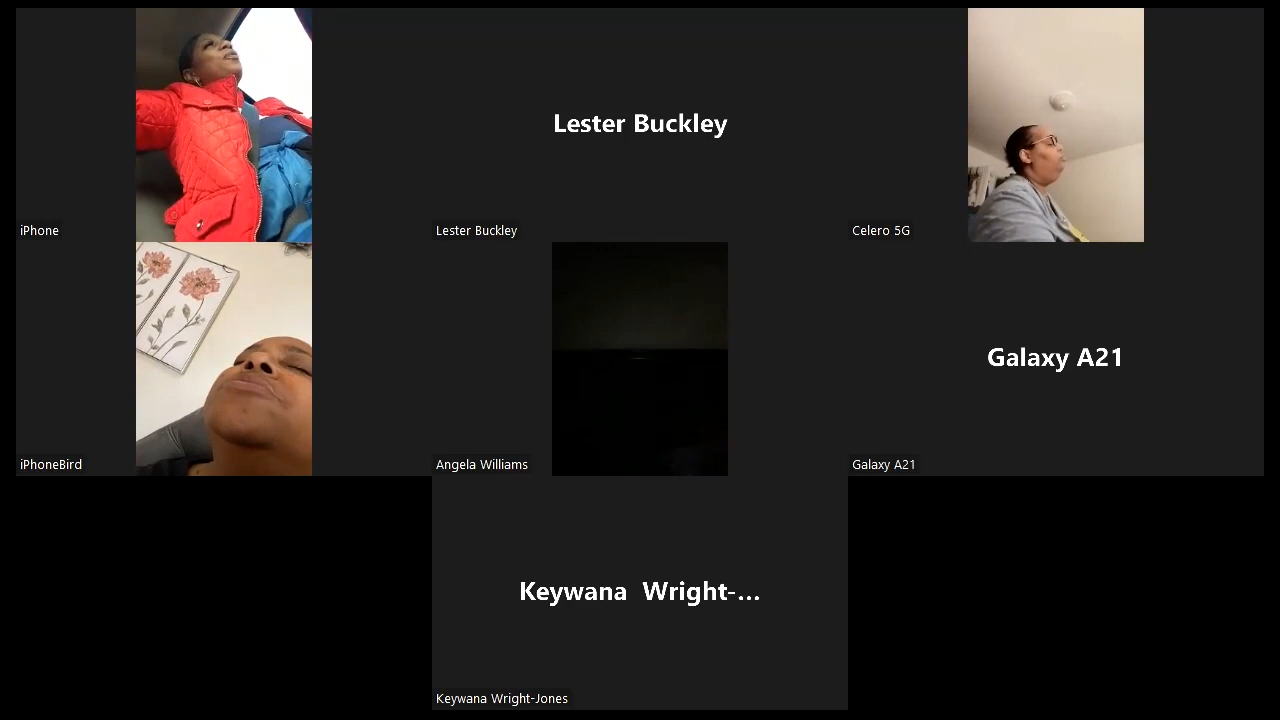 Lester Buckley
iPhone
Lester Buckley
Celero 5G
Galaxy A21
iPhoneBird
Angela Williams
Galaxy A21
Keywana Wright-...
Keywana Wright-Jones